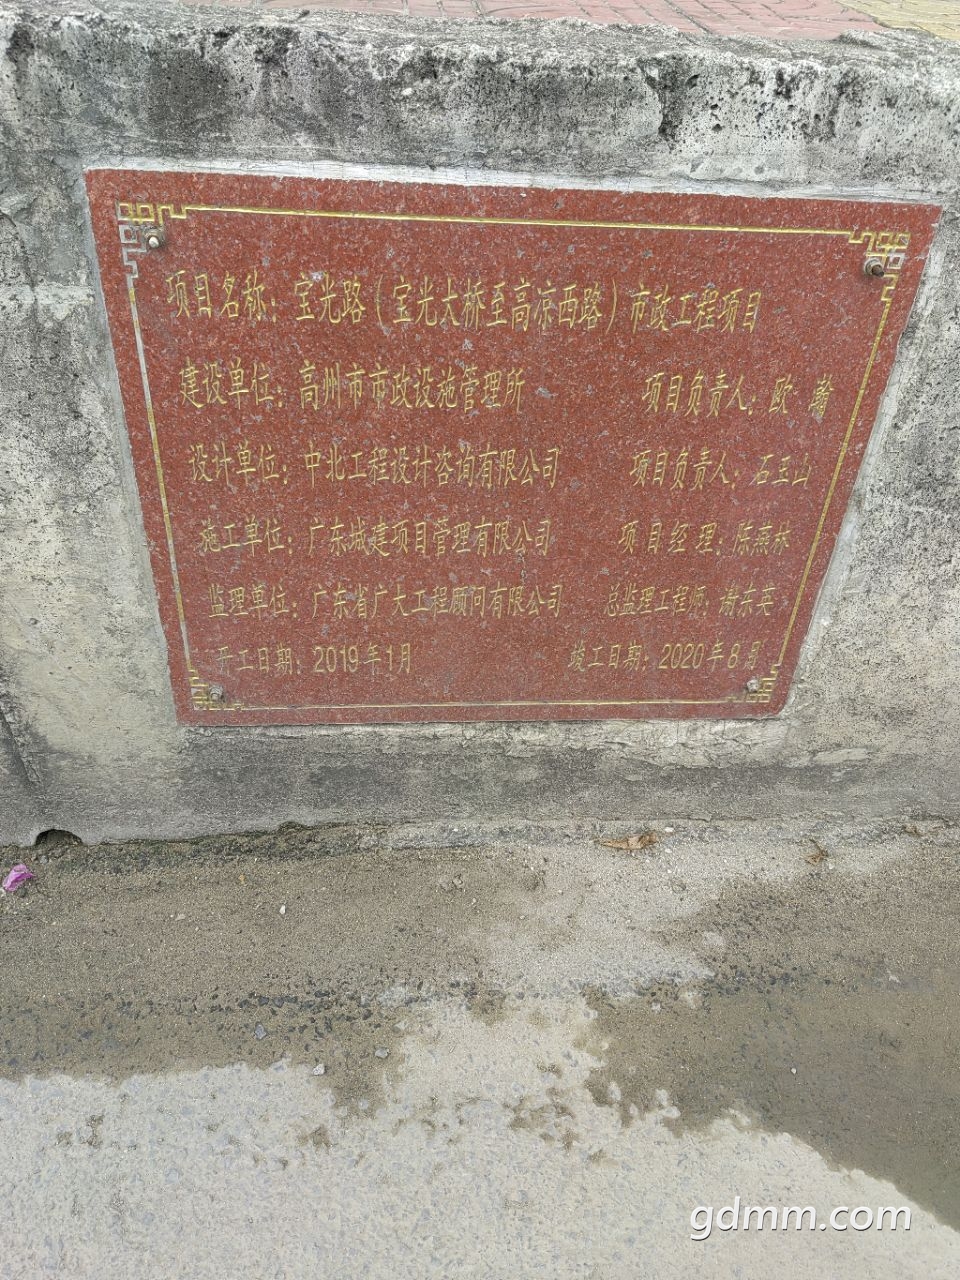 项目名称：宝光路（宝光大桥至高凉西路）市政工程项目
建设单位：高州市市政设施管理所 项目负责人：欧 瀚
设计单位：中北工程设计咨询有限公司 项目负责人：石玉山
施工单位：广东城建项目管理有限公司 项目经理：陈燕林
监理单位：广东省广大工程顾问有限公司 总监理工程师：谢东英
开工日期：2019年1月 竣工日期：2020年8月
gdmm.com